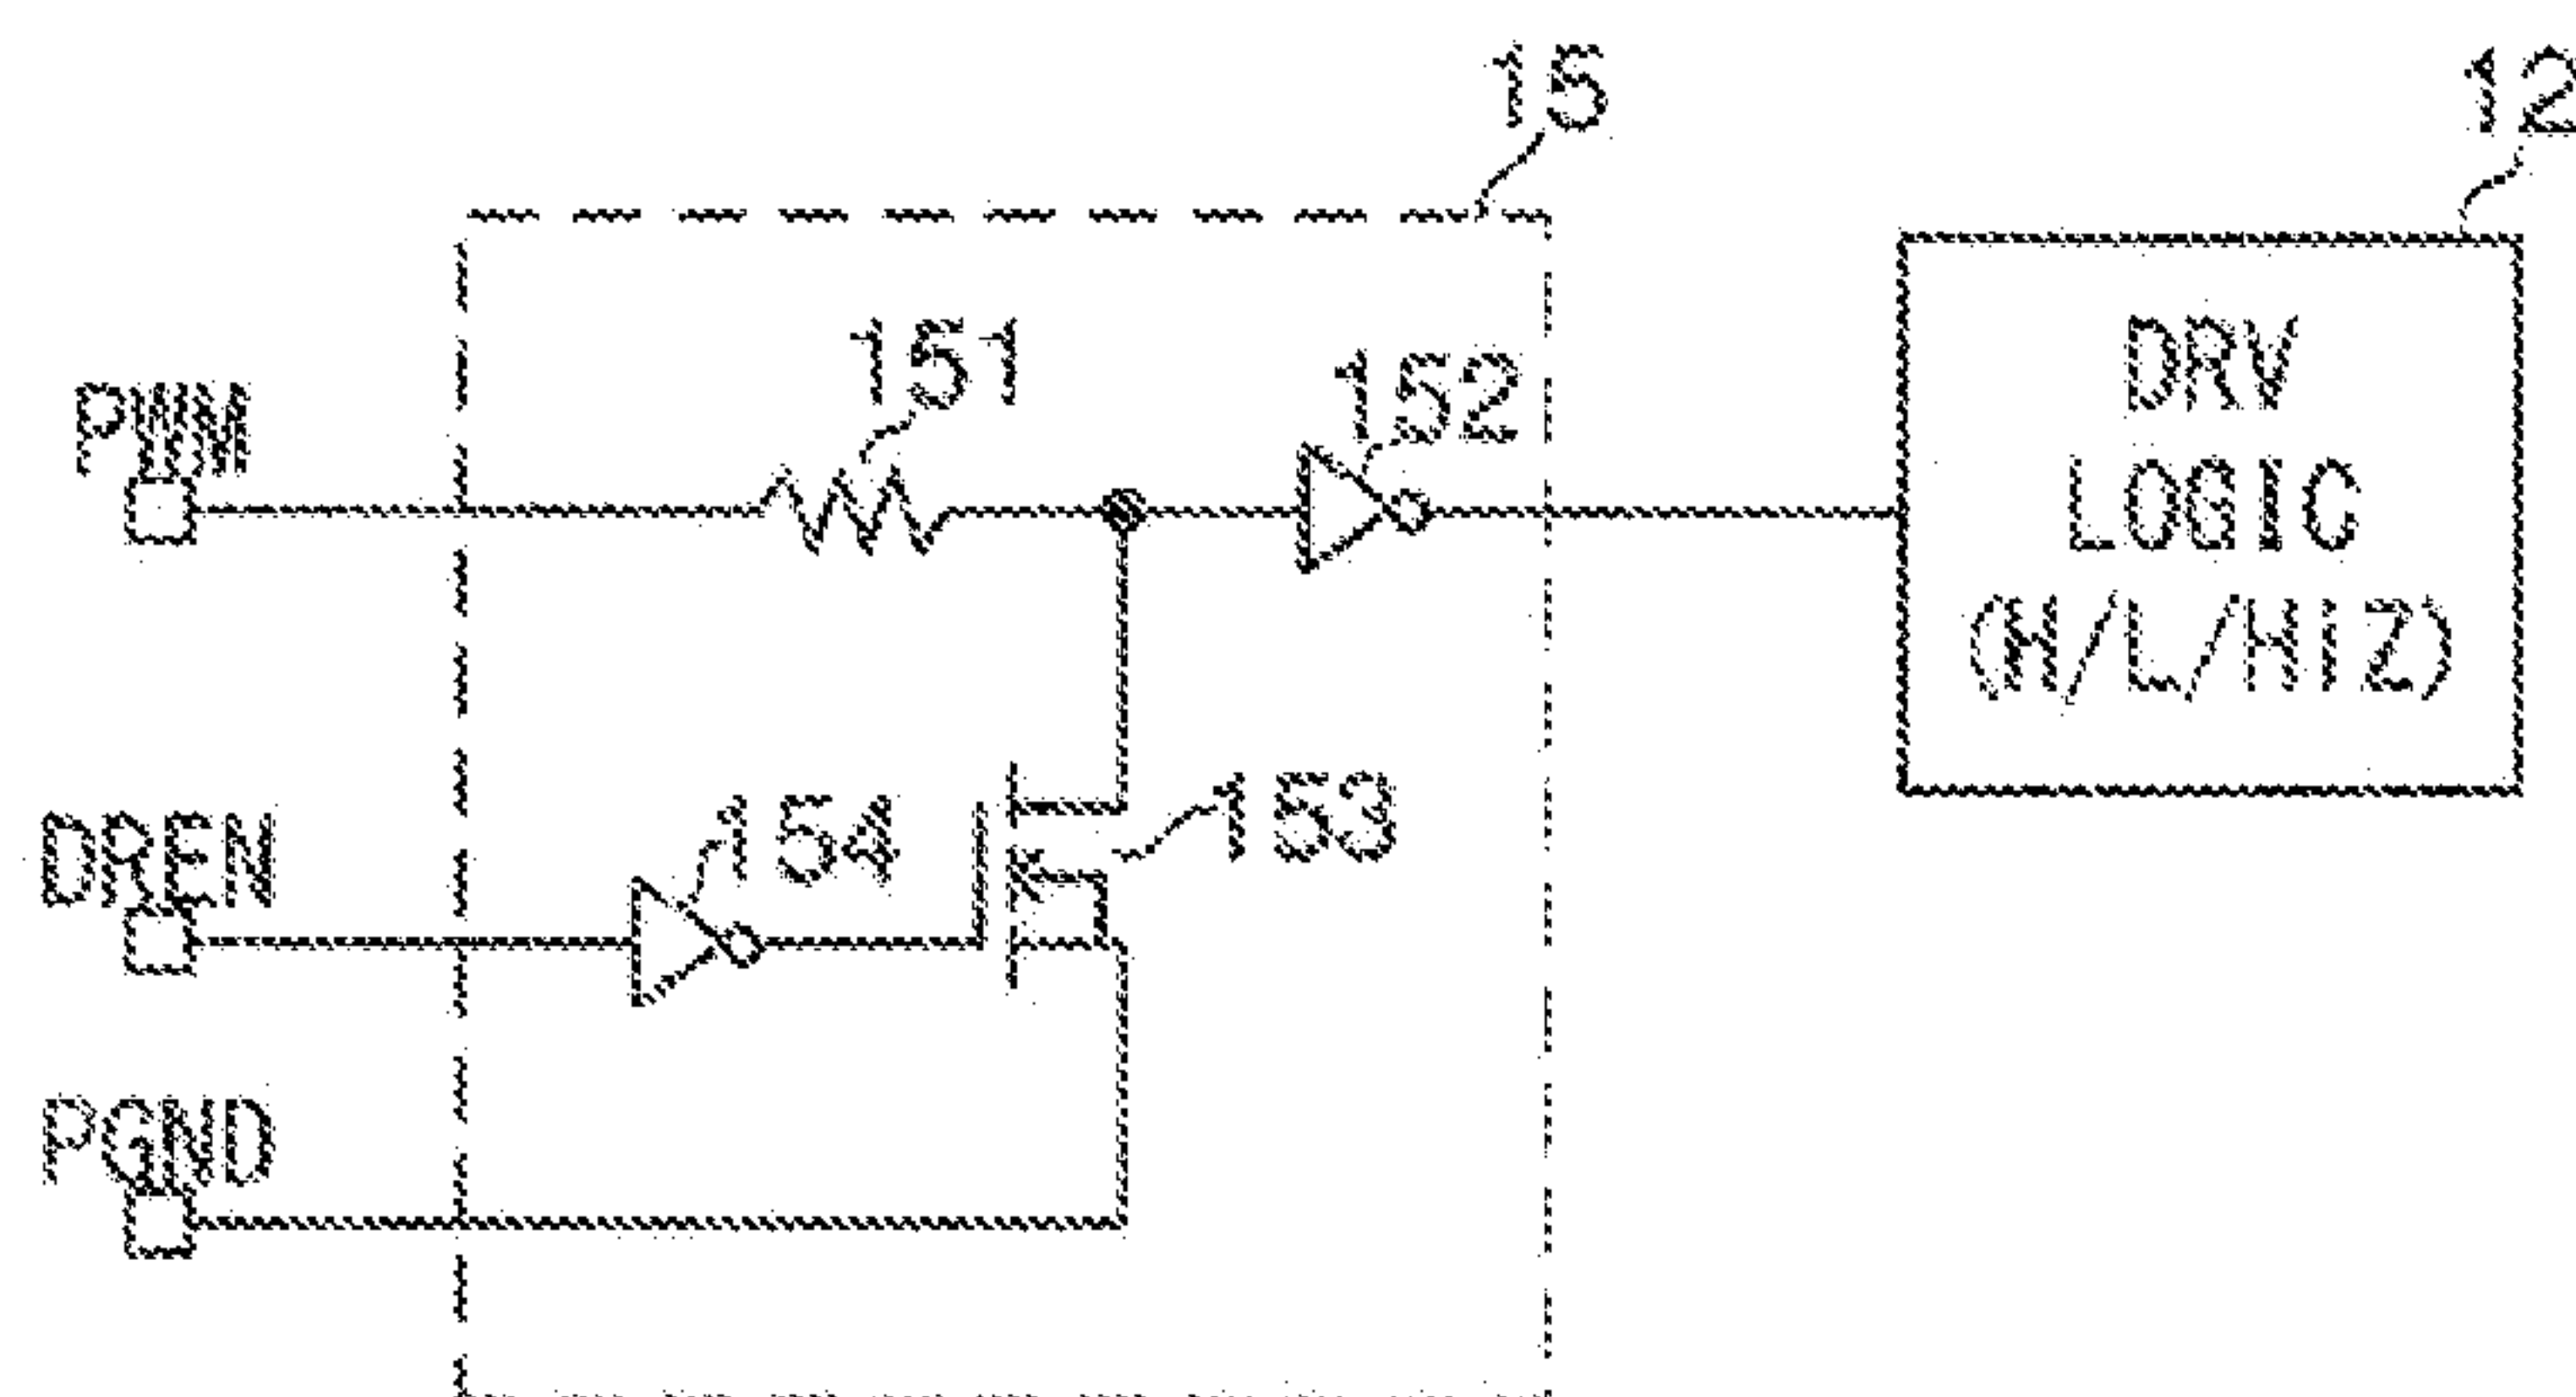 15
12
151
152
PWM
DRV
LOGIC
(H/L/HiZ)
154
153
DREN
PGND